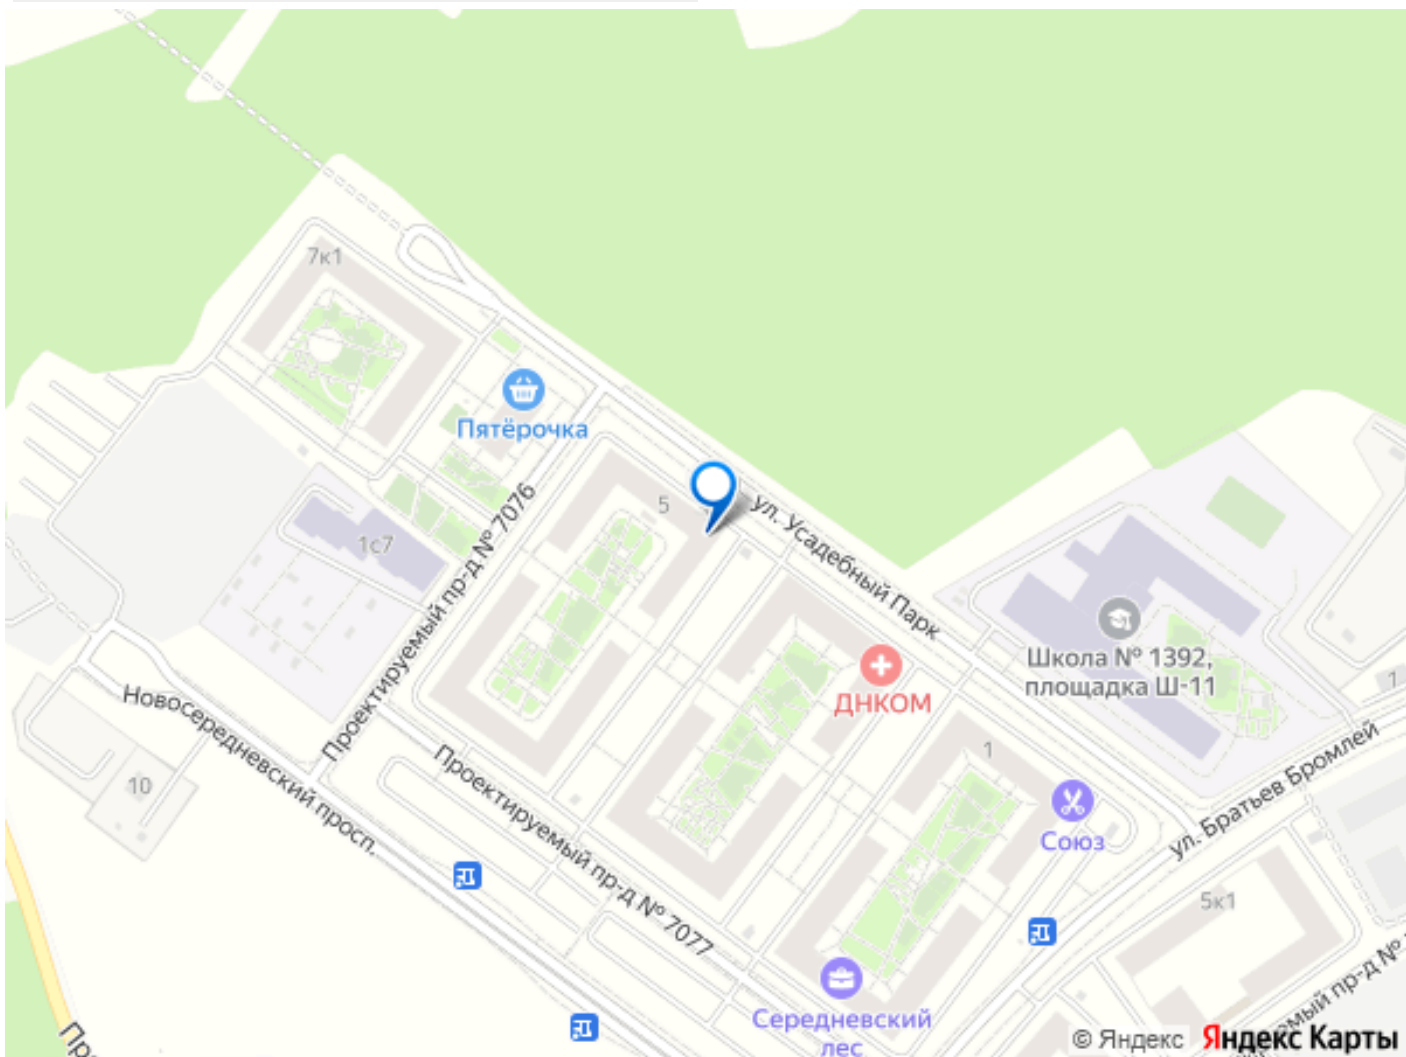 7к1
Пятёрочка
5
ул. Усадебный Парк
Проектируемый пр-д № 7076
1с7
Школа № 1392,
площадка Ш-11
1
ДНКОМ
Новосередневский просп.
10
Проектируемый пр-д № 7077
1
Союз
ул. Братьев Бромлей
5к1
Середневский
лес
© Яндекс Яндекс Карты